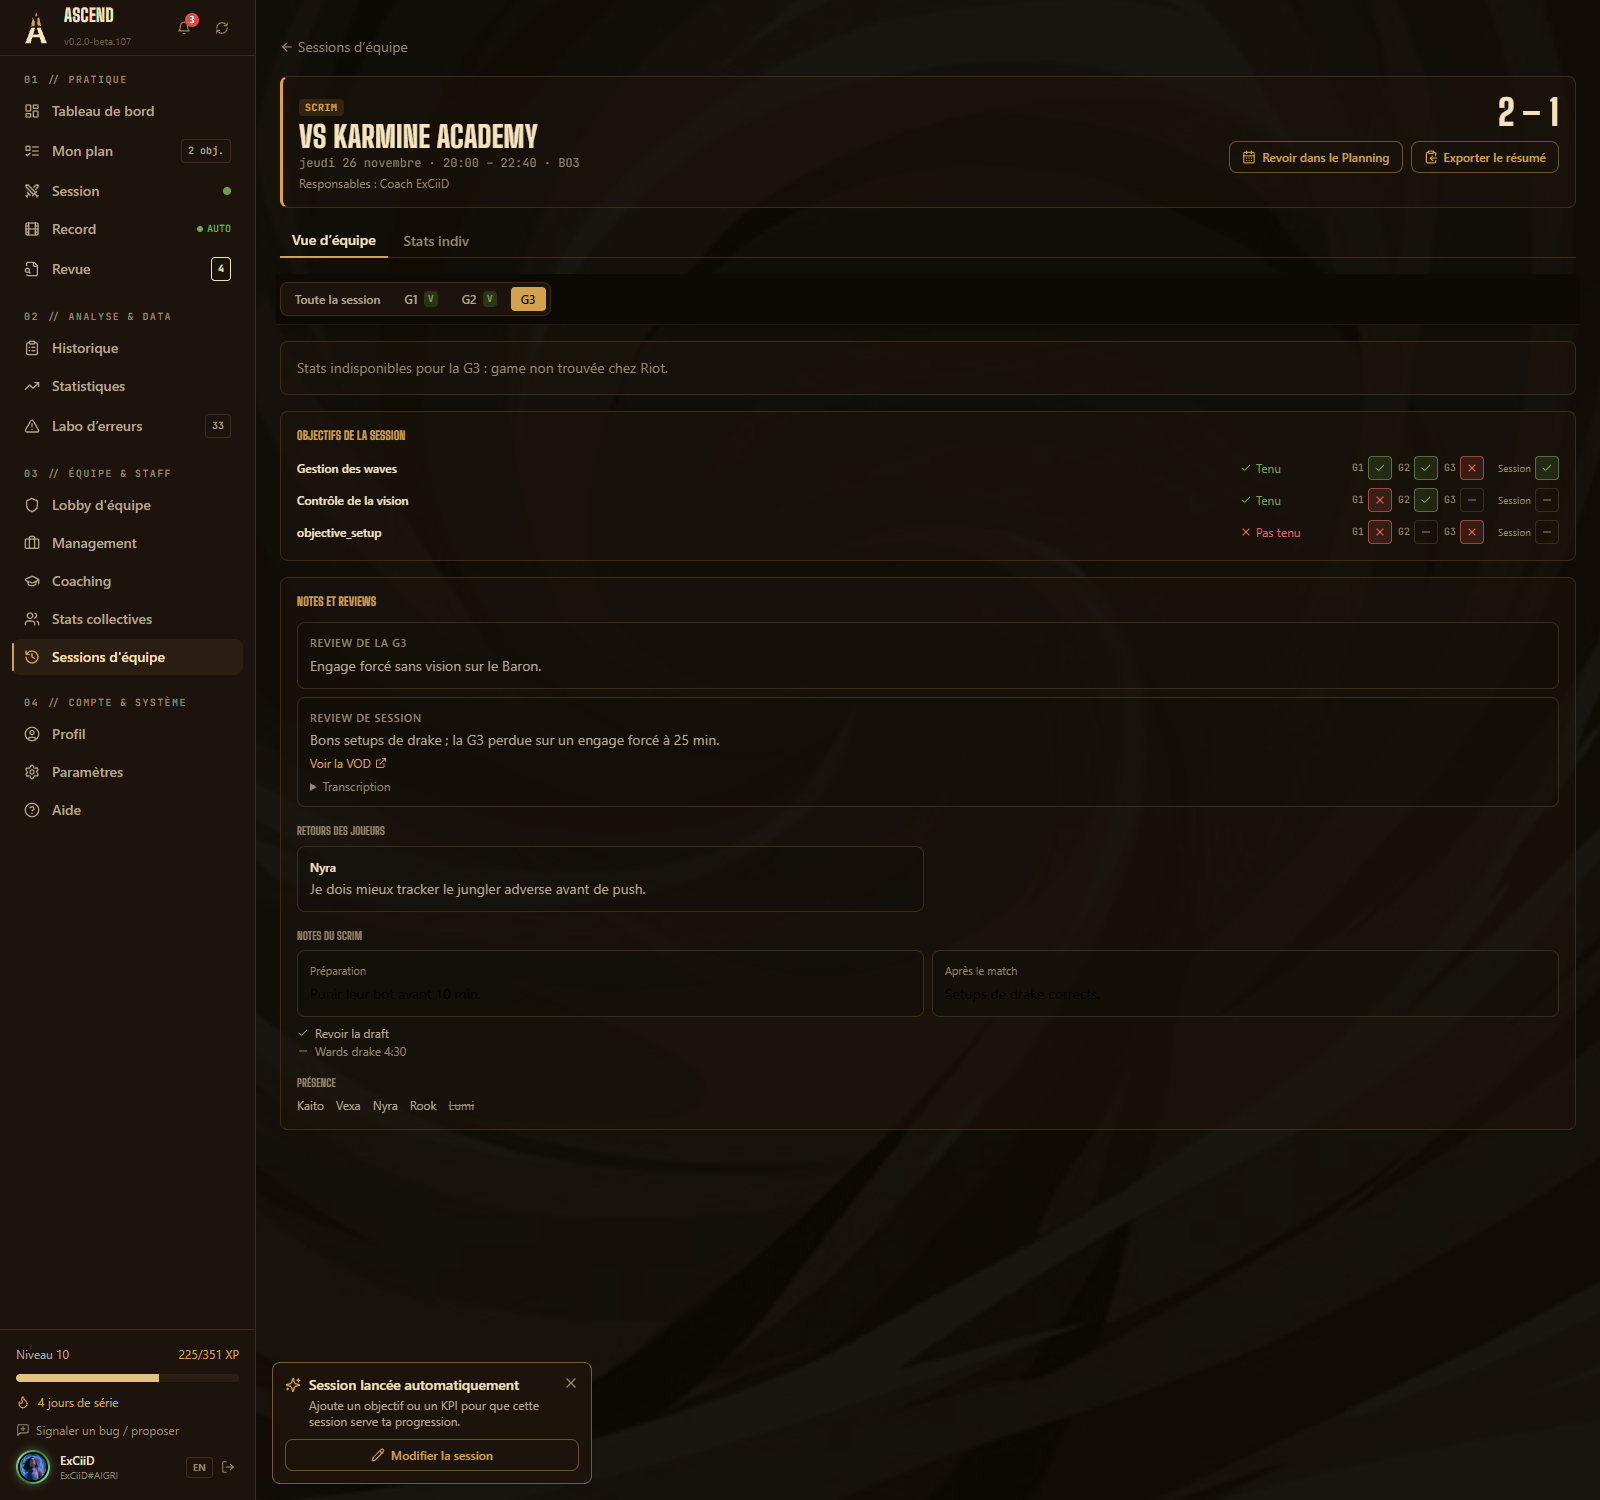 ASCEND
v0.2.0-beta.107
3
01 // PRATIQUE
Tableau de bord
Mon plan
2 obj.
Session
Record
AUTO
Revue
4
02 // ANALYSE & DATA
Historique
Statistiques
Labo d'erreurs
33
03 // ÉQUIPE & STAFF
Lobby d'équipe
Management
Coaching
Stats collectives
Sessions d'équipe
04 // COMPTE & SYSTÈME
Profil
Paramètres
Aide
Niveau 10
225/351 XP
4 jours de série
Signaler un bug / proposer
ExCiiD
ExCiiD#AIGRI
EN
Sessions d'équipe
SCRIM
VS KARMINE ACADEMY
jeudi 26 novembre · 20:00 – 22:40 · BO3
Responsables : Coach ExCiiD
2 – 1
Revoir dans le Planning
Exporter le résumé
Vue d'équipe
Stats indiv
Toute la session
G1 V
G2 V
G3
Stats indisponibles pour la G3 : game non trouvée chez Riot.
OBJECTIFS DE LA SESSION
Gestion des waves
Tenu
G1 G2 G3 Session
Contrôle de la vision
Tenu
G1 G2 G3 Session
objective_setup
Pas tenu
G1 G2 G3 Session
NOTES ET REVIEWS
REVIEW DE LA G3
Engage forcé sans vision sur le Baron.
REVIEW DE SESSION
Bons setups de drake ; la G3 perdue sur un engage forcé à 25 min.
Voir la VOD
Transcription
RETOURS DES JOUEURS
Nyra
Je dois mieux tracker le jungler adverse avant de push.
NOTES DU SCRIM
Préparation
Punir leur bot avant 10 min.
Après le match
Setups de drake corrects.
Revoir la draft
Wards drake 4:30
PRÉSENCE
Kaito Vexa Nyra Rook Lumi
Session lancée automatiquement
Ajoute un objectif ou un KPI pour que cette
session serve ta progression.
Modifier la session